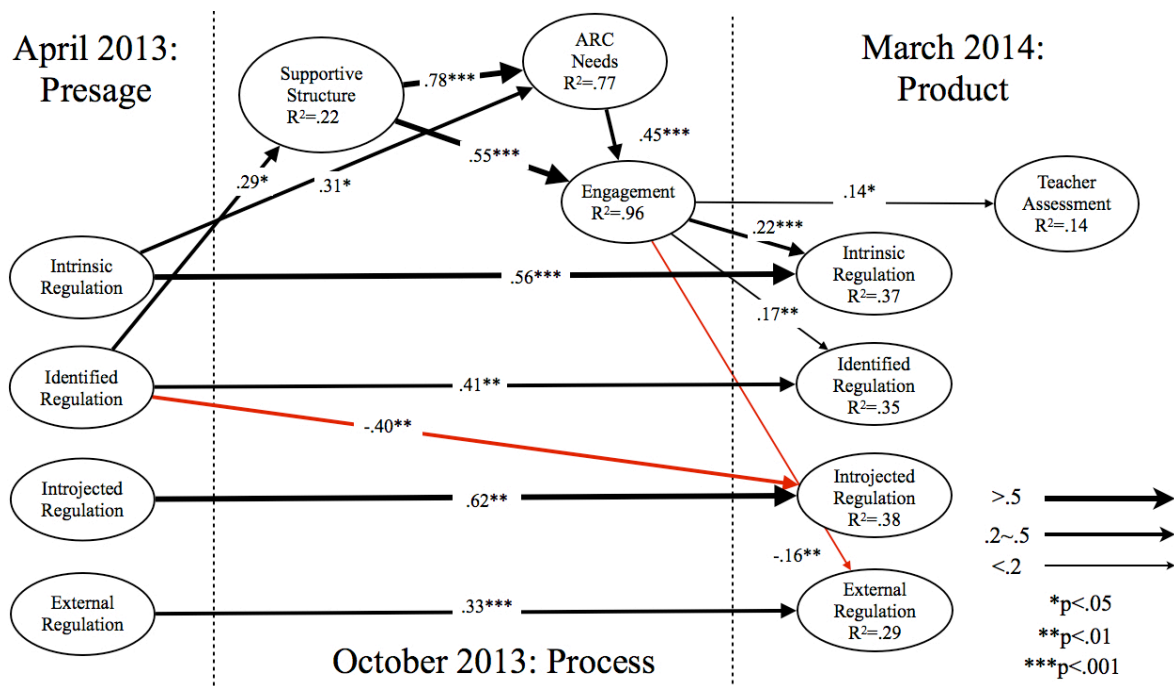 April 2013:
Presage
Supportive
Structure
R²=.22
ARC
Needs
R²=.77
March 2014:
Product
.78***
.45***
.55***
.29*
.31*
Engagement
R²=.96
.14*
Teacher
Assessment
R²=.14
.22***
Intrinsic
Regulation
.56***
Intrinsic
Regulation
R²=.37
.17**
Identified
Regulation
.41**
Identified
Regulation
R²=.35
-.40**
Introjected
Regulation
.62**
Introjected
Regulation
R²=.38
-.16**
External
Regulation
.33***
External
Regulation
R²=.29
October 2013: Process
>.5
.2~.5
<.2
*p<.05
**p<.01
***p<.001